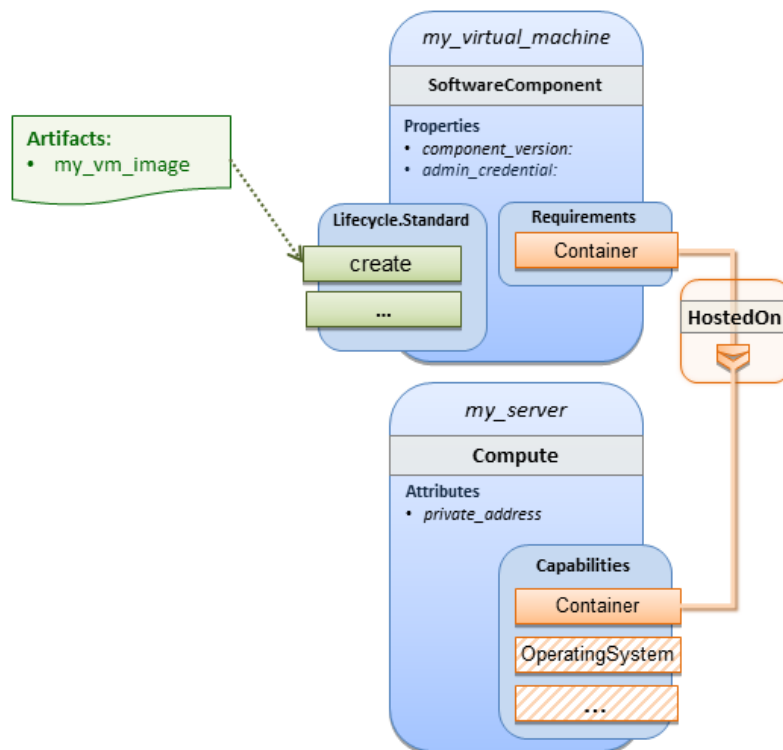 my_virtual_machine
SoftwareComponent
Properties
• component_version:
• admin_credential:
Artifacts:
• my_vm_image
Lifecycle.Standard
create
...
Requirements
Container
HostedOn
my_server
Compute
Attributes
• private_address
Capabilities
Container
OperatingSystem
...